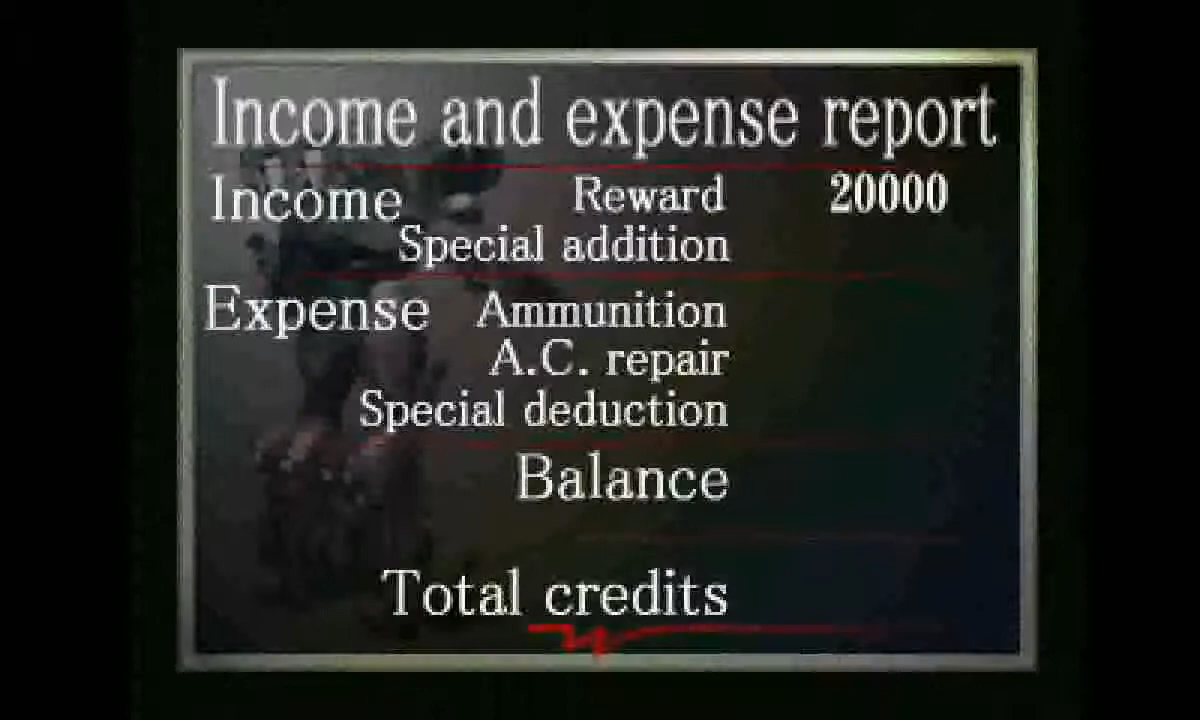 Income and expense report
Income Reward 20000
Special addition
Expense Ammunition
A.C. repair
Special deduction
Balance
Total credits